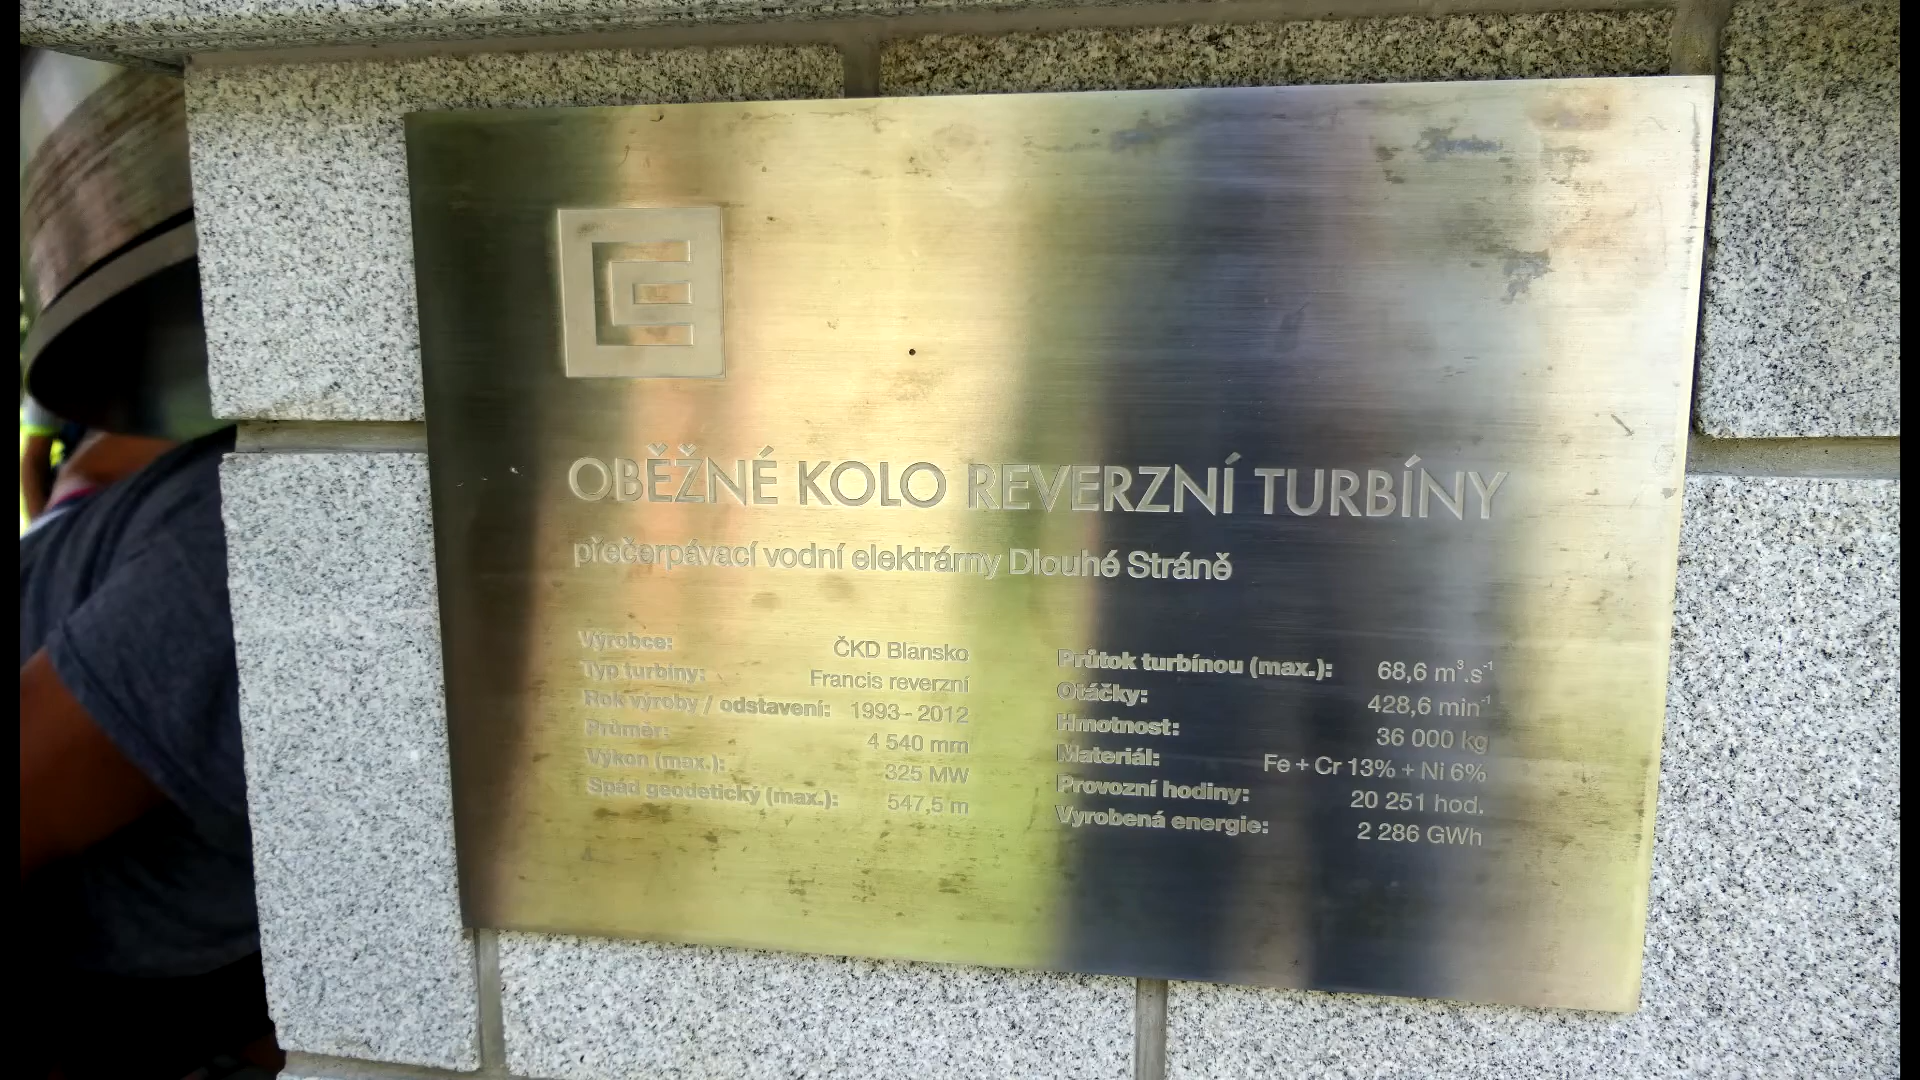 OBĚŽNÉ KOLO REVERZNÍ TURBÍNY
přečerpávací vodní elektrárny Dlouhé Stráně
Výrobce: ČKD Blansko
Typ turbíny: Francis reverzní
Rok výroby / odstavení: 1993 - 2012
Průměr: 4 540 mm
Výkon (max.): 325 MW
Spád geodetický (max.): 547,5 m
Průtok turbínou (max.): 68,6 m³.s⁻¹
Otáčky: 428,6 min⁻¹
Hmotnost: 36 000 kg
Materiál: Fe + Cr 13% + Ni 6%
Provozní hodiny: 20 251 hod.
Vyrobená energie: 2 286 GWh